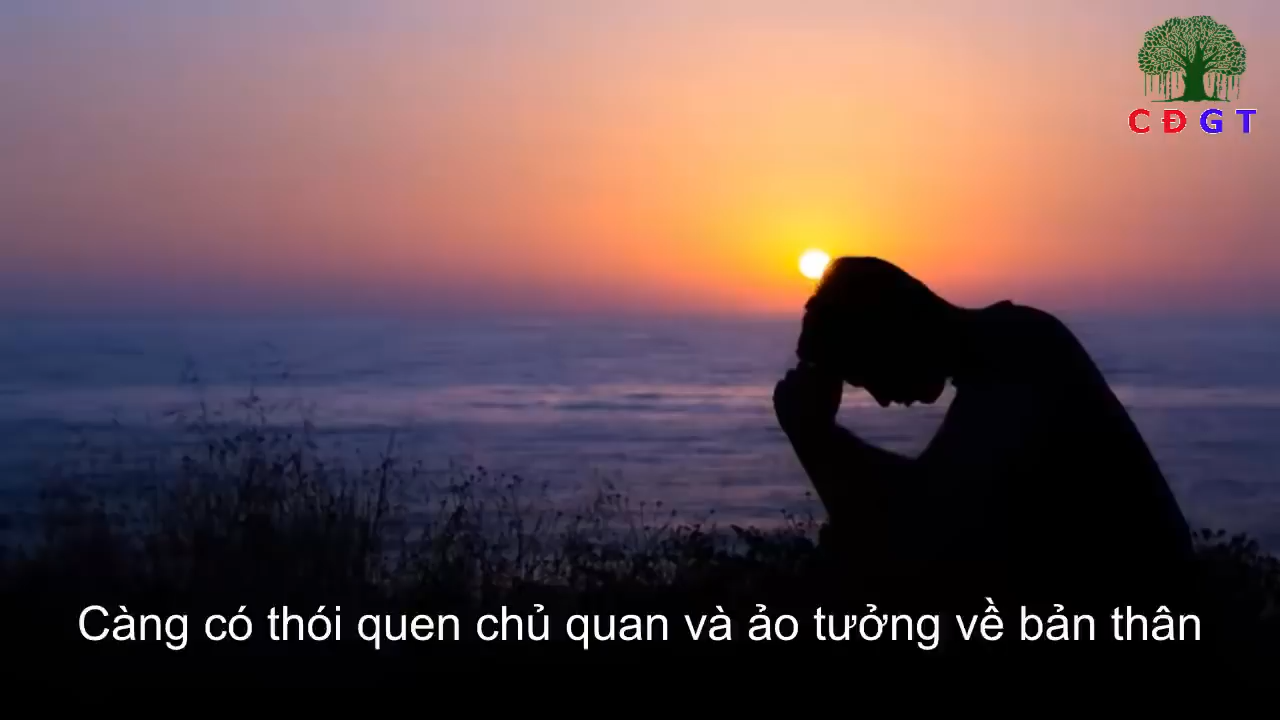 CĐGT
Càng có thói quen chủ quan và ảo tưởng về bản thân